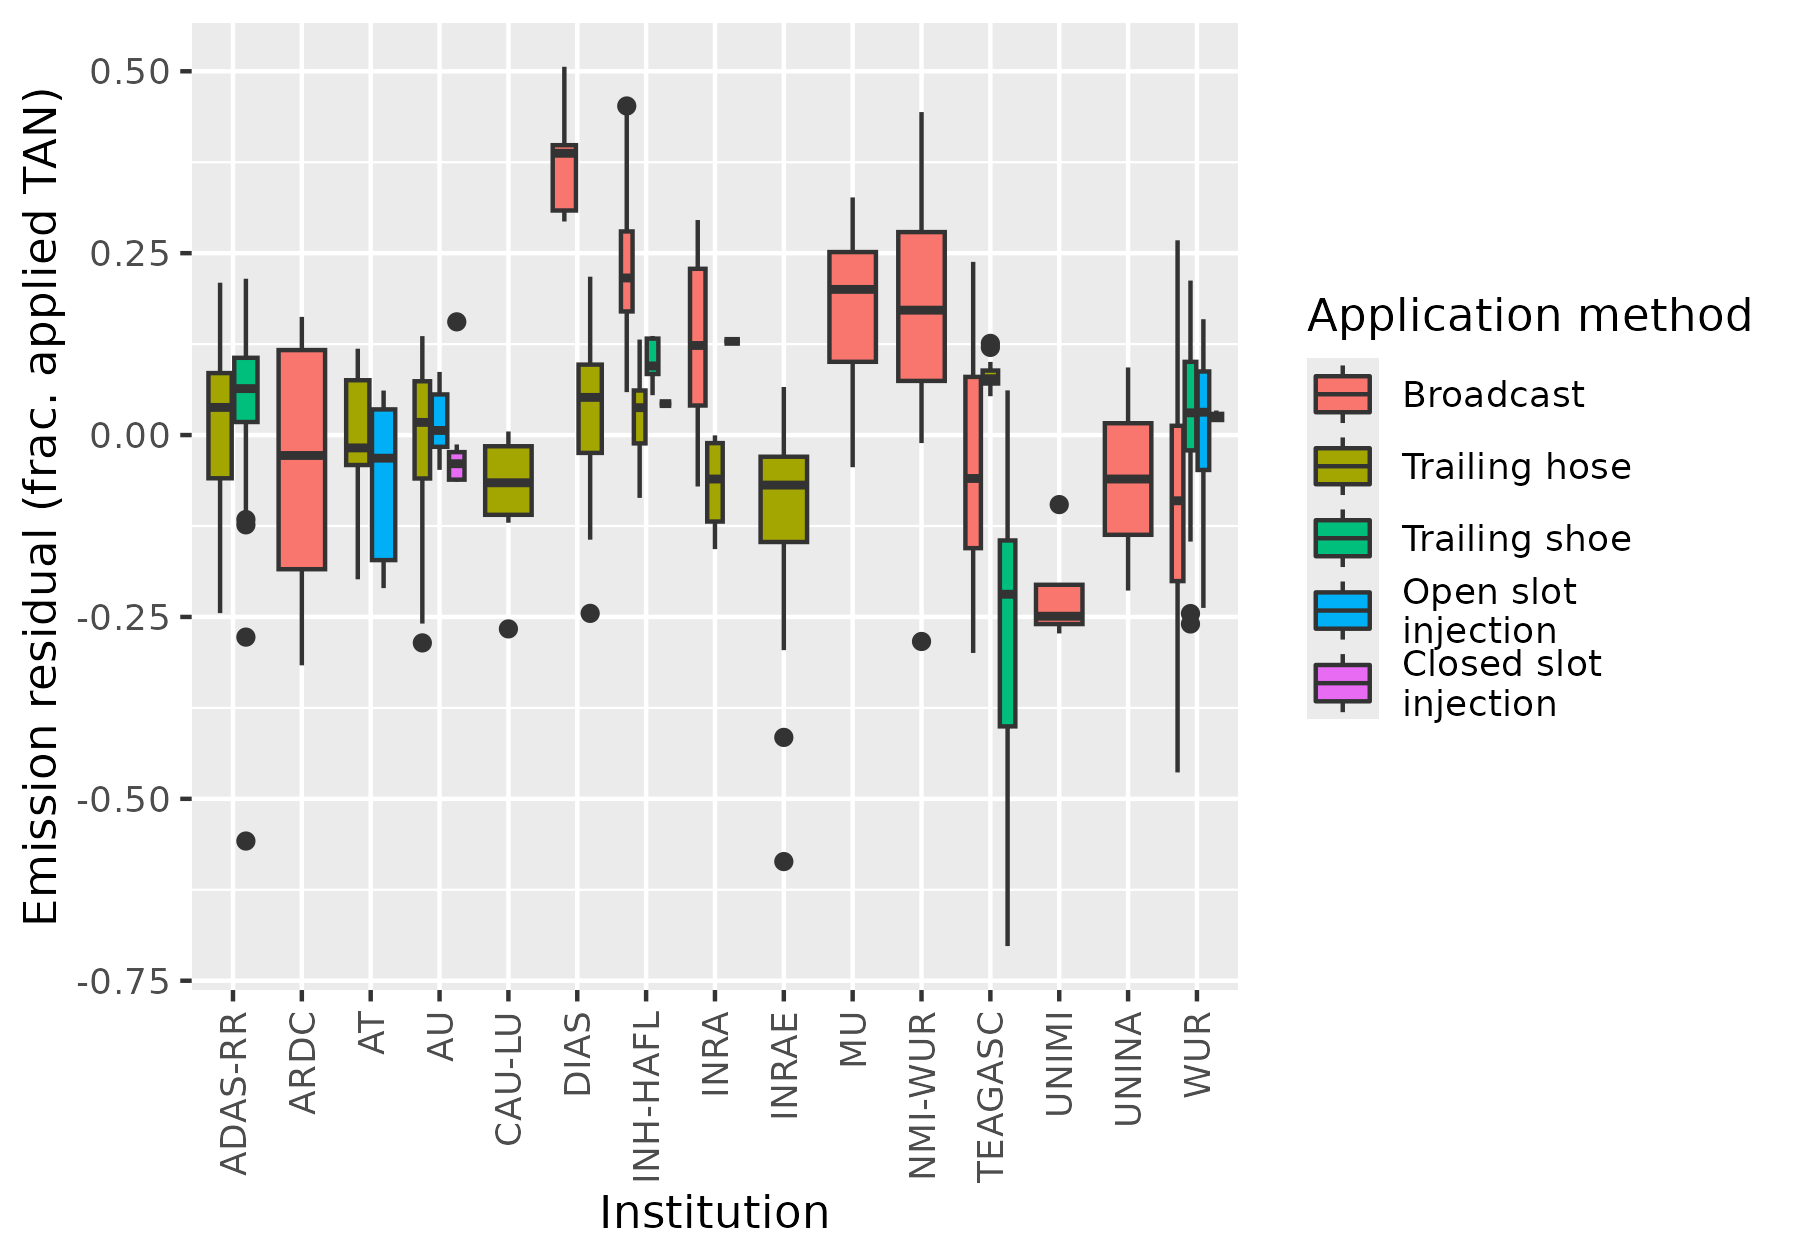 Emission residual (frac. applied TAN)
0.50
0.25
0.00
-0.25
-0.50
-0.75
ADAS-RR
ARDC
AT
AU
CAU-LU
DIAS
INH-HAFL
INRA
INRAE
MU
NMI-WUR
TEAGASC
UNIMI
UNINA
WUR
Institution
Application method
Broadcast
Trailing hose
Trailing shoe
Open slot
injection
Closed slot
injection